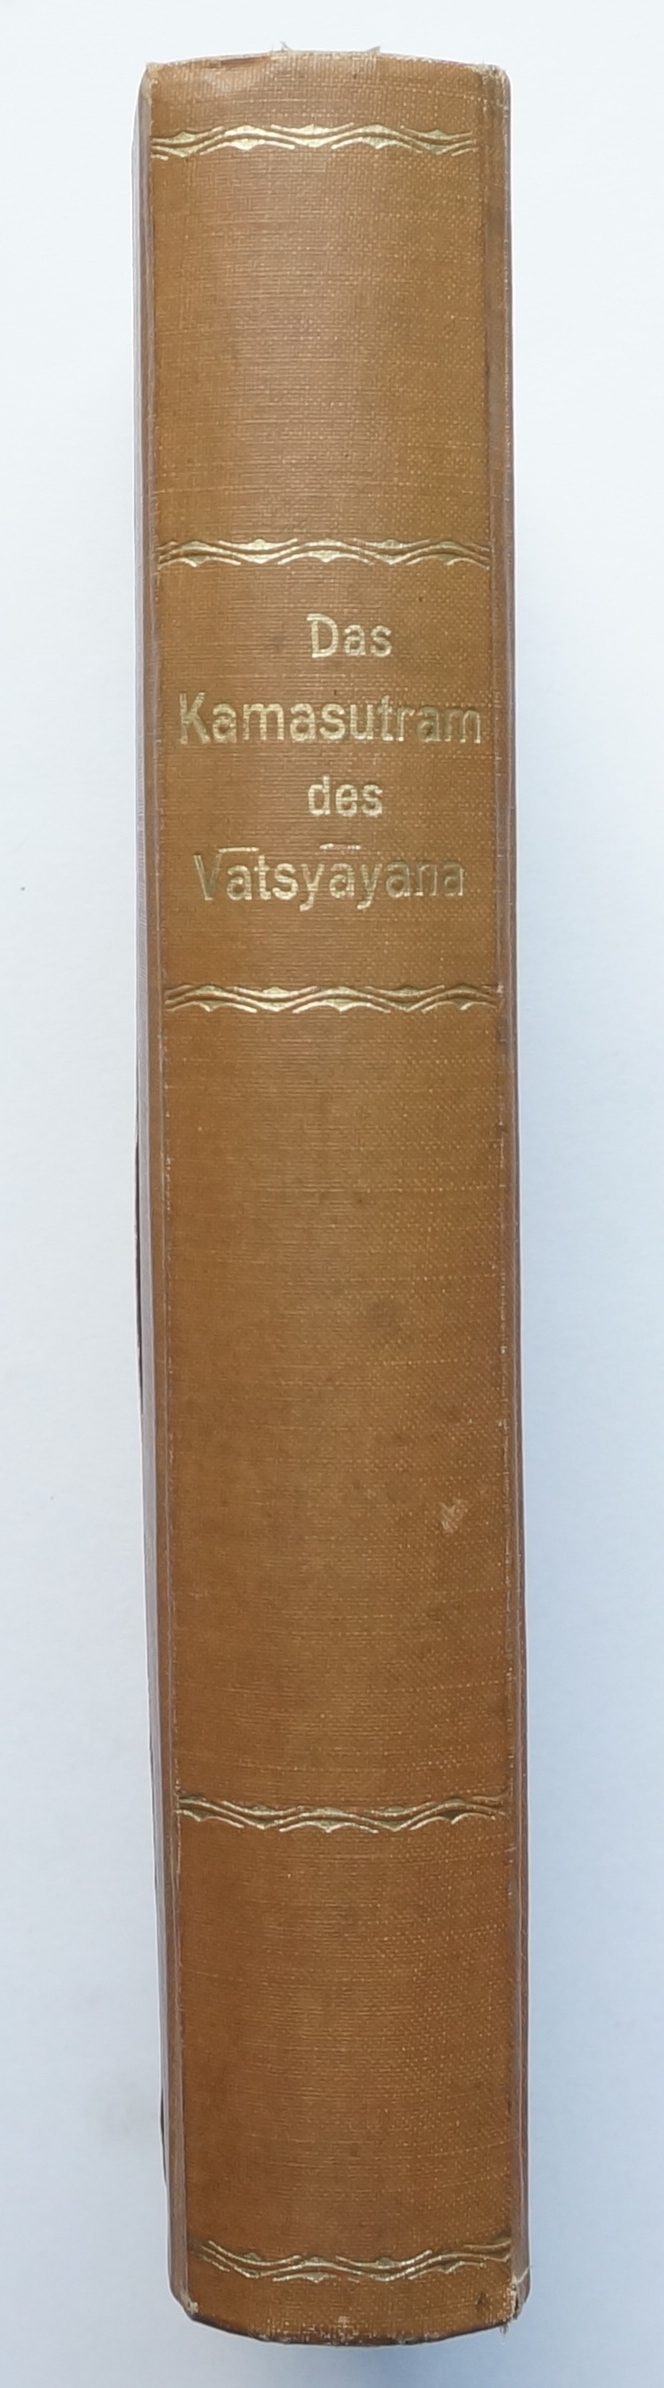 Das
Kamasutram
des
Vātsyāyana